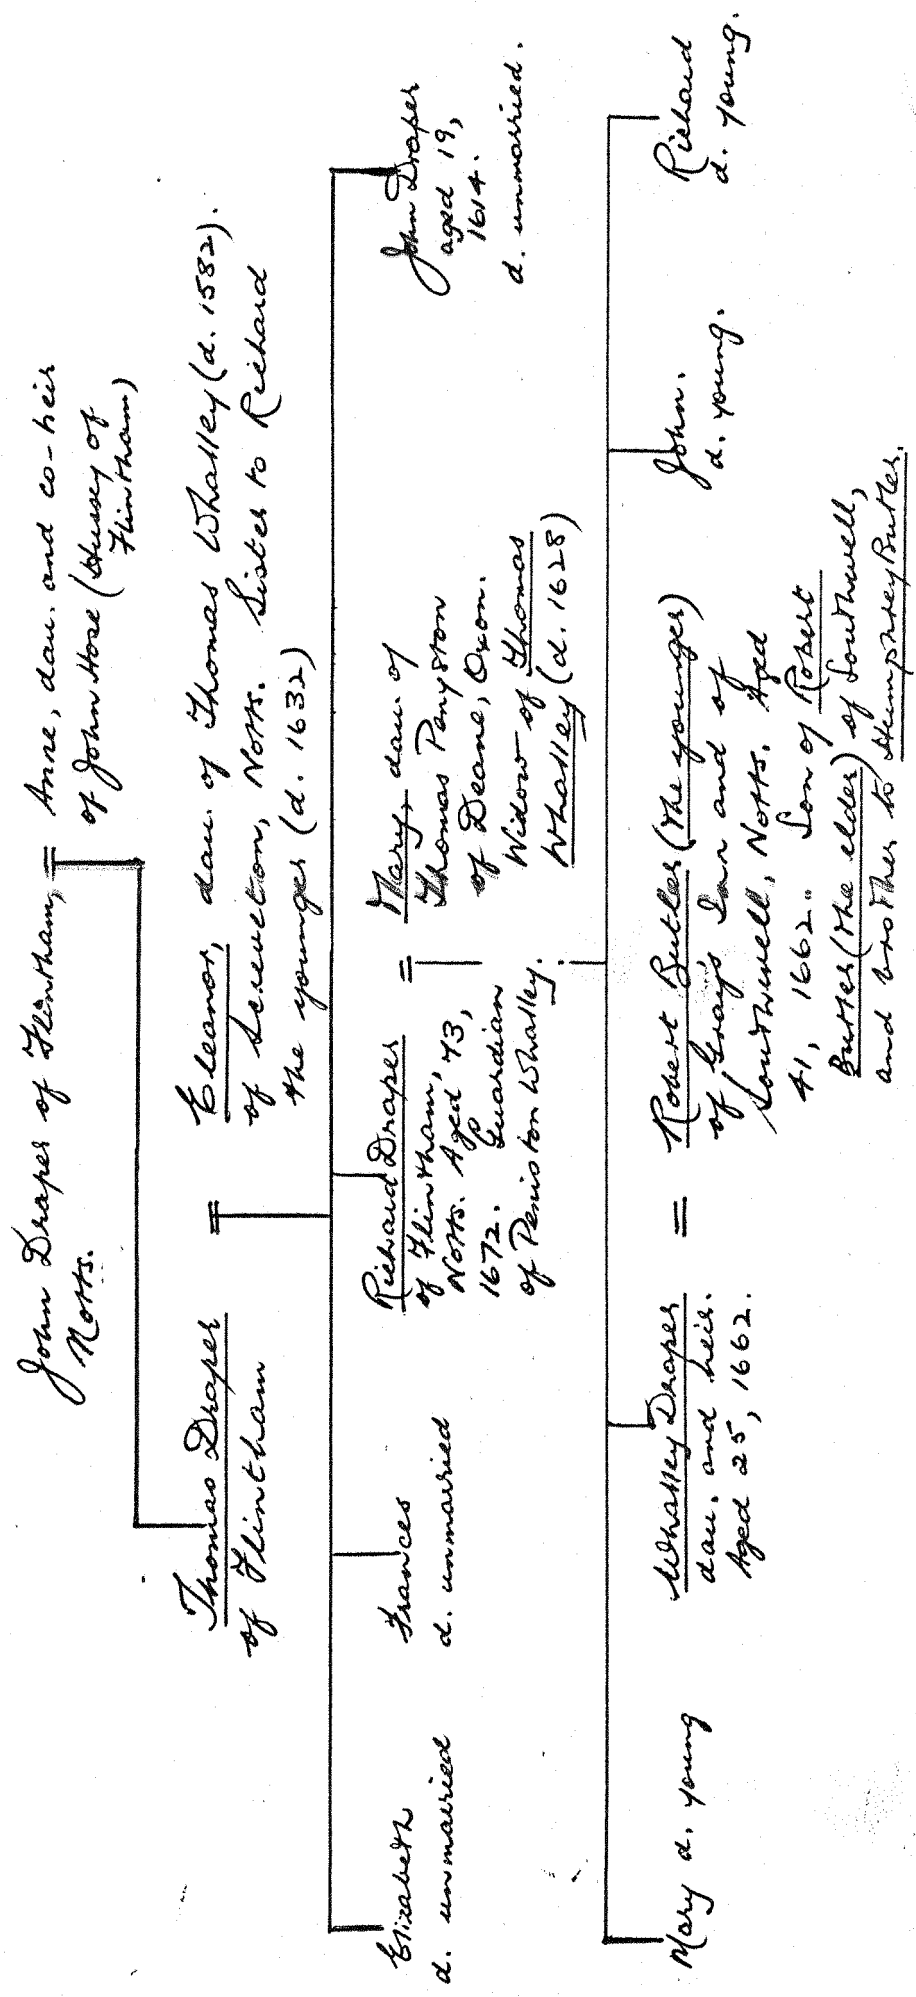 John Draper of Flintham, = Anne, dau. and co-heir
Notts.
of John Hose (Hussey of
Flintham)
Thomas Draper
of Flintham
=
Eleanor, dau. of Thomas Whalley (d. 1582).
of Screveton, Notts. Sister to Richard
the younger (d. 1632)
Elizabeth
d. unmarried
Frances
d. unmarried
Richard Draper
of Flintham,
Notts. Aged 43,
1672. Guardian
of Peniston Whalley.
=
Mary, dau. of
Thomas Penyston
of Deane, Oxon.
Widow of Thomas
Whalley (d. 1628)
John Draper
aged 19,
1614.
d. unmarried.
Mary d. young
Whalley Draper
dau. and heir.
Aged 25, 1662.
=
Robert Butler (the younger)
of Gray's Inn and of
Southwell, Notts. Aged
41, 1662. Son of Robert
Butler (the elder) of Southwell,
and brother to Humphrey Butler.
John.
d. young.
Richard
d. young.